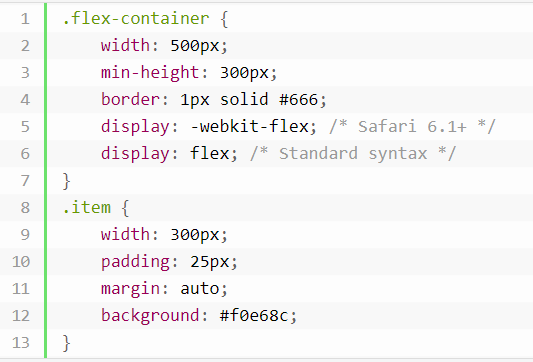 1 .flex-container {
2     width: 500px;
3     min-height: 300px;
4     border: 1px solid #666;
5     display: -webkit-flex; /* Safari 6.1+ */
6     display: flex; /* Standard syntax */
7 }
8 .item {
9     width: 300px;
10     padding: 25px;
11     margin: auto;
12     background: #f0e68c;
13 }